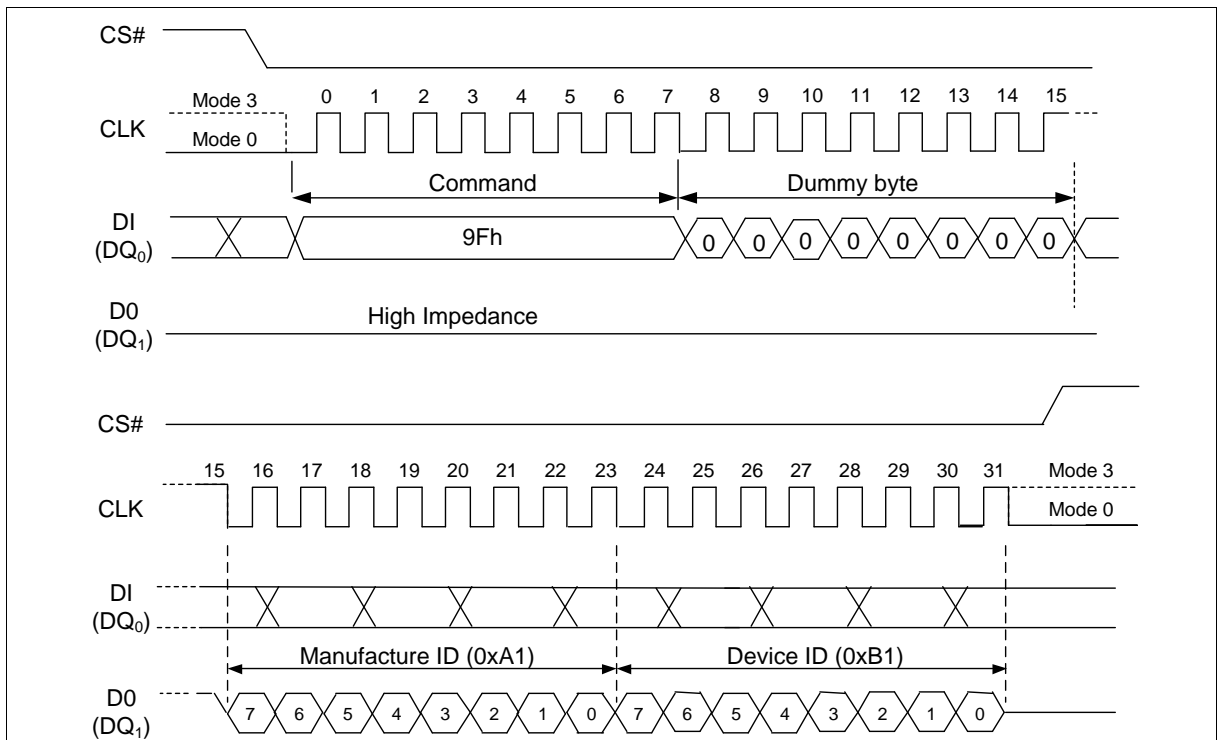 CS#
Mode 3
0 1 2 3 4 5 6 7 8 9 10 11 12 13 14 15
CLK
Mode 0
Command
Dummy byte
DI
(DQ0)
9Fh
0 0 0 0 0 0 0 0
D0
(DQ1)
High Impedance
CS#
15 16 17 18 19 20 21 22 23 24 25 26 27 28 29 30 31
Mode 3
CLK
Mode 0
DI
(DQ0)
Manufacture ID (0xA1)
Device ID (0xB1)
D0
(DQ1)
7 6 5 4 3 2 1 0 7 6 5 4 3 2 1 0